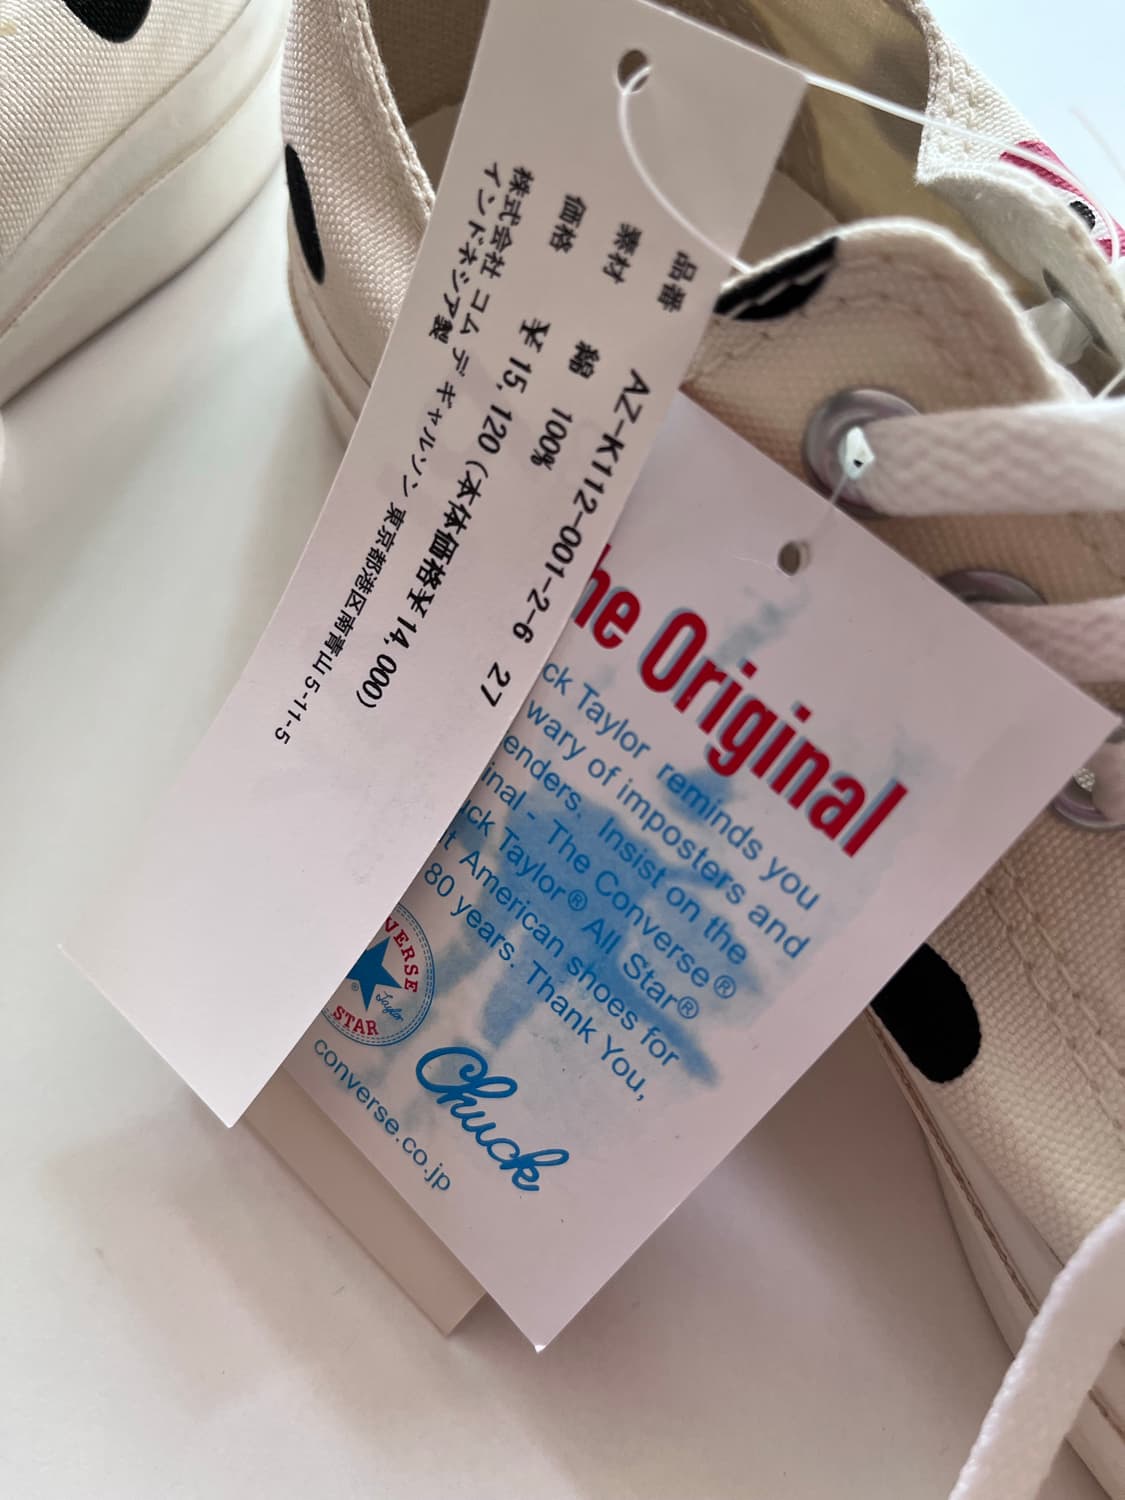 品番 AZ-K112-001-2-6 27
素材 綿 100%
価格 ¥ 15,120 (本体価格¥ 14,000)
株式会社 コム デ ギャルソン 東京都港区南青山 5-11-5
インドネシア製
he Original
ck Taylor reminds you
wary of imposters and
enders. Insist on the
inal - The Converse®
uck Taylor® All Star®
t American shoes for
80 years. Thank You,
VERSE
Taylor
®
STAR
Chuck
converse.co.jp